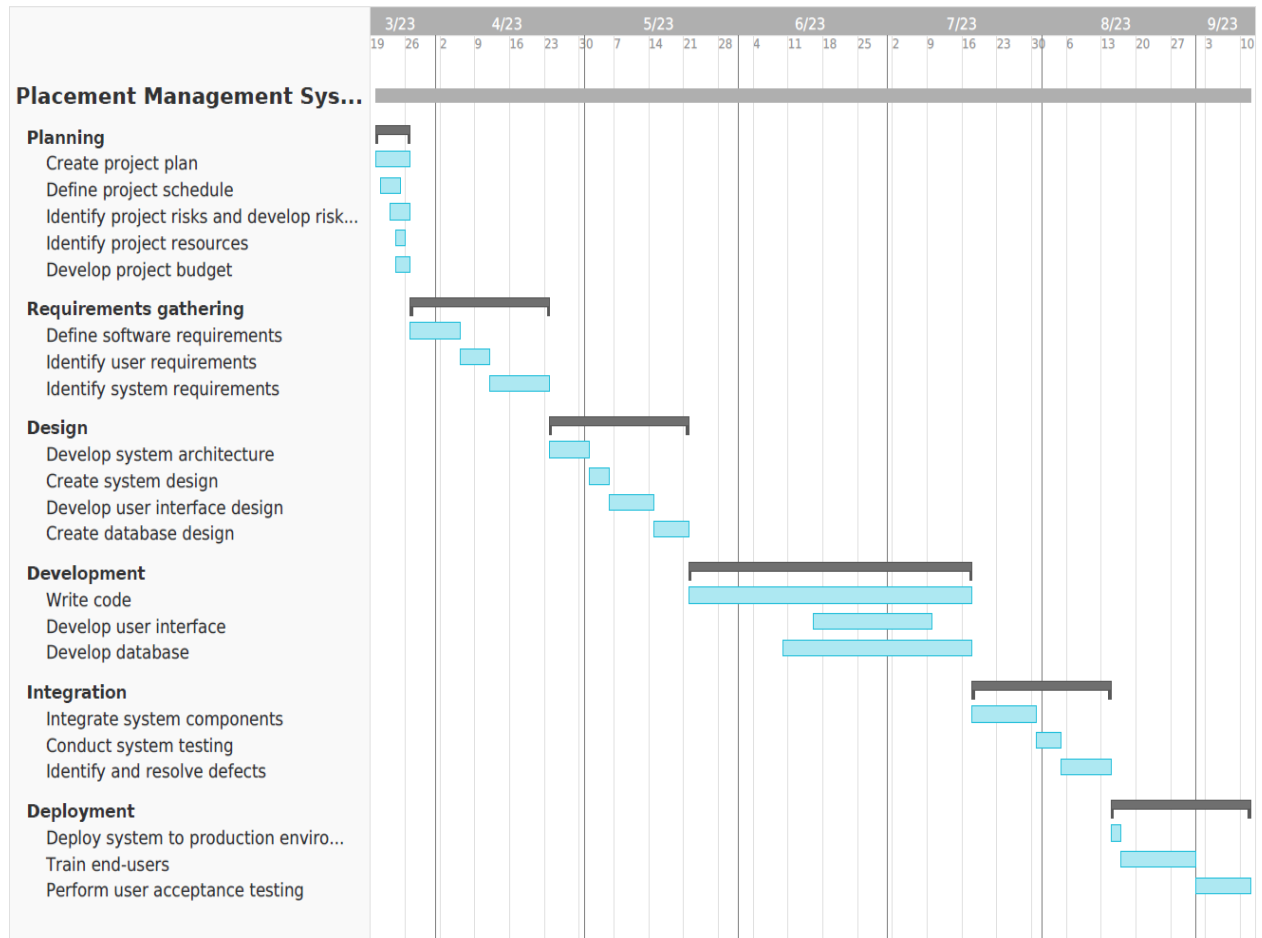 3/23 4/23 5/23 6/23 7/23 8/23 9/23
19 26 2 9 16 23 30 7 14 21 28 4 11 18 25 2 9 16 23 30 6 13 20 27 3 10
Placement Management Sys...
Planning
Create project plan
Define project schedule
Identify project risks and develop risk...
Identify project resources
Develop project budget
Requirements gathering
Define software requirements
Identify user requirements
Identify system requirements
Design
Develop system architecture
Create system design
Develop user interface design
Create database design
Development
Write code
Develop user interface
Develop database
Integration
Integrate system components
Conduct system testing
Identify and resolve defects
Deployment
Deploy system to production enviro...
Train end-users
Perform user acceptance testing